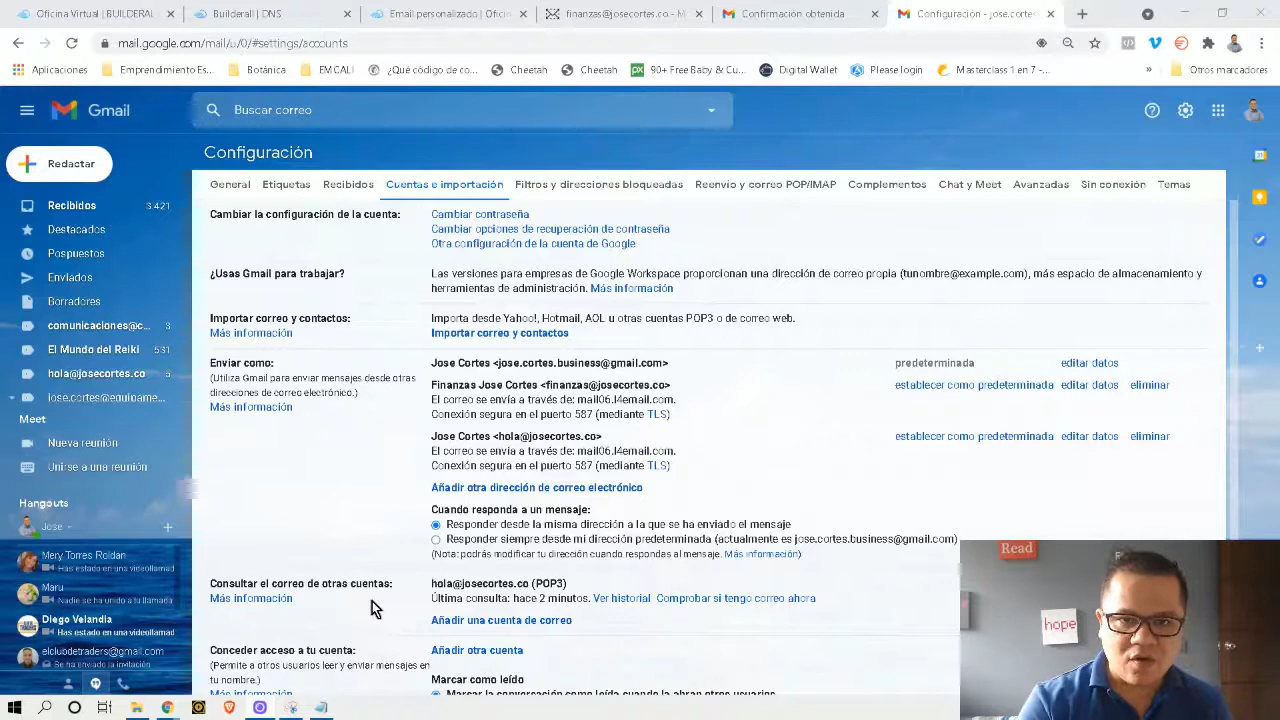 Oficina Virtual | BUILDERAL
Builderall | DNS
Email personalizado | Oficin
finanzas@josecortes.co - M
Confirmación obtenida
Configuración - jose.cortes
mail.google.com/mail/u/0/#settings/accounts
Aplicaciones
Emprendimiento Es...
Botánica
EMCALI
¿Qué código de co...
Cheetah
Cheetah
90+ Free Baby & Cu...
Digital Wallet
Please login
Masterclass 1 en 7 -...
»
Otros marcadores
Gmail
Buscar correo
Redactar
Configuración
General
Etiquetas
Recibidos
Cuentas e importación
Filtros y direcciones bloqueadas
Reenvío y correo POP/IMAP
Complementos
Chat y Meet
Avanzadas
Sin conexión
Temas
Recibidos 3.421
Destacados
Pospuestos
Enviados
Borradores
comunicaciones@c... 3
El Mundo del Reiki 531
hola@josecortes.co 5
jose.cortes@equipame...
Meet
Nueva reunión
Unirse a una reunión
Hangouts
Jose
Mery Torres Roldan
Has estado en una videollamad
Maru
Nadie se ha unido a tu llamada
Diego Velandia
Has estado en una videollamad
elclubdetraders@gmail.com
Se ha enviado la invitación
Cambiar la configuración de la cuenta:
Cambiar contraseña
Cambiar opciones de recuperación de contraseña
Otra configuración de la cuenta de Google
¿Usas Gmail para trabajar?
Las versiones para empresas de Google Workspace proporcionan una dirección de correo propia (tunombre@example.com), más espacio de almacenamiento y
herramientas de administración. Más información
Importar correo y contactos:
Más información
Importa desde Yahoo!, Hotmail, AOL u otras cuentas POP3 o de correo web.
Importar correo y contactos
Enviar como:
(Utiliza Gmail para enviar mensajes desde otras
direcciones de correo electrónico.)
Más información
Jose Cortes <jose.cortes.business@gmail.com> predeterminada editar datos
Finanzas Jose Cortes <finanzas@josecortes.co> establecer como predeterminada editar datos eliminar
El correo se envía a través de: mail06.l4email.com.
Conexión segura en el puerto 587 (mediante TLS)
Jose Cortes <hola@josecortes.co> establecer como predeterminada editar datos eliminar
El correo se envía a través de: mail06.l4email.com.
Conexión segura en el puerto 587 (mediante TLS)
Añadir otra dirección de correo electrónico
Cuando responda a un mensaje:
Responder desde la misma dirección a la que se ha enviado el mensaje
Responder siempre desde mi dirección predeterminada (actualmente es jose.cortes.business@gmail.com)
(Nota: podrás modificar tu dirección cuando respondas al mensaje. Más información)
Consultar el correo de otras cuentas:
Más información
hola@josecortes.co (POP3)
Última consulta: hace 2 minutos. Ver historial Comprobar si tengo correo ahora
Añadir una cuenta de correo
Conceder acceso a tu cuenta:
(Permite a otros usuarios leer y enviar mensajes en
tu nombre.)
Más información
Añadir otra cuenta
Marcar como leído
Marcar la conversación como leída cuando la abran otros usuarios
Read
hope